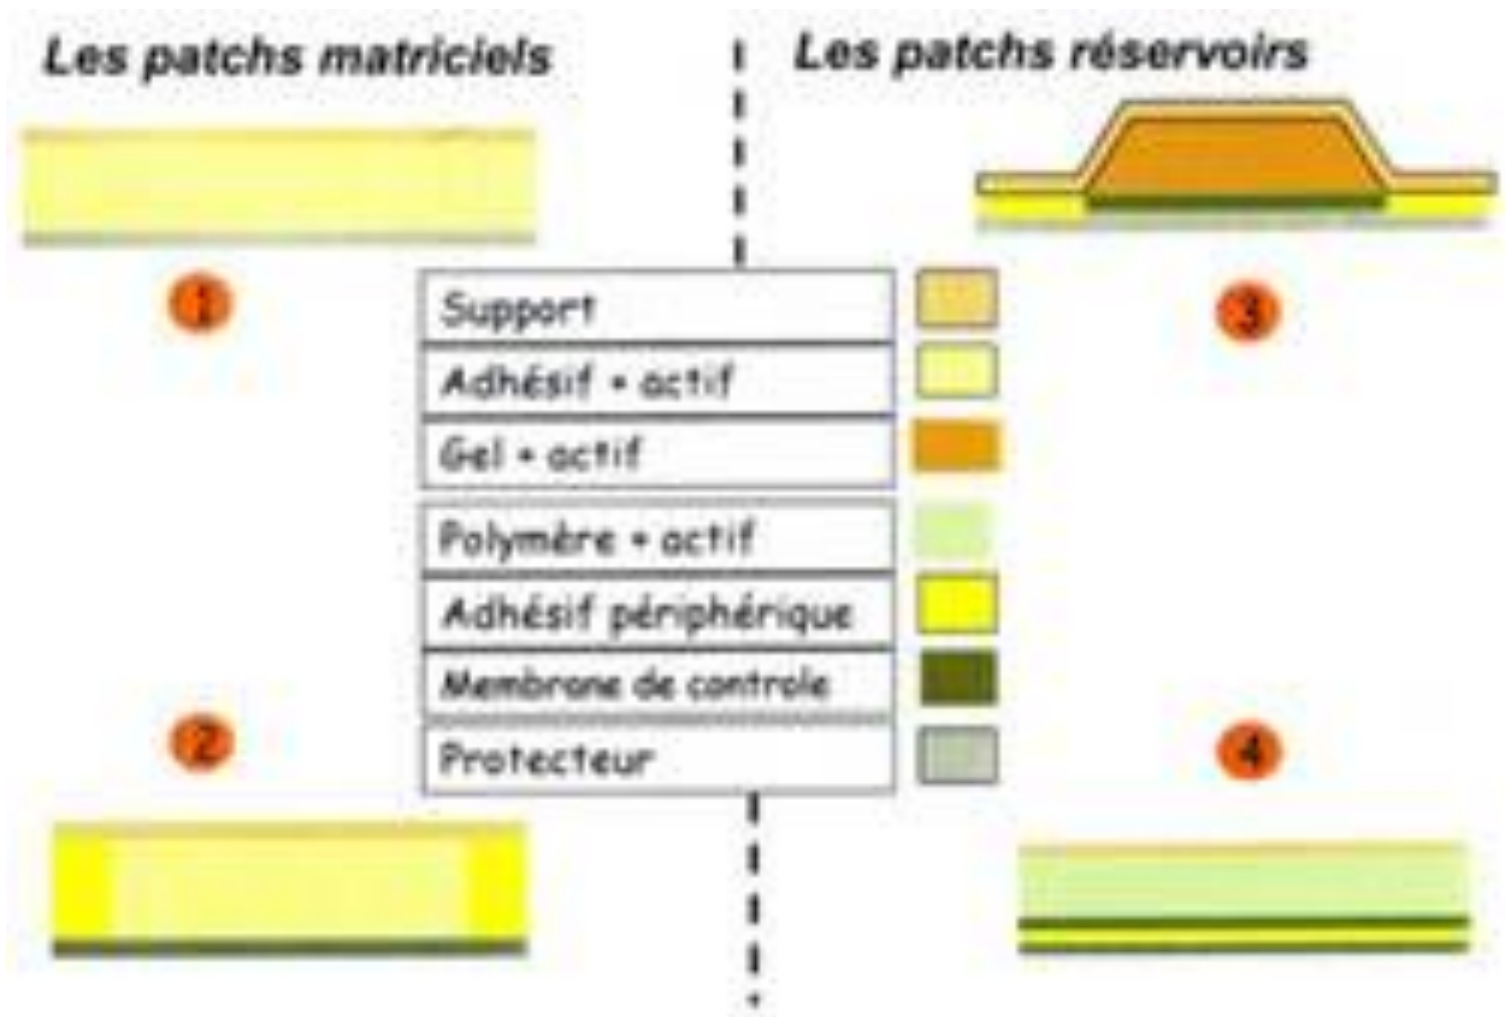 Les patchs matriciels
Les patchs réservoirs
1
3
Support
Adhésif + actif
Gel + actif
Polymère + actif
Adhésif périphérique
Membrane de controle
Protecteur
2
4